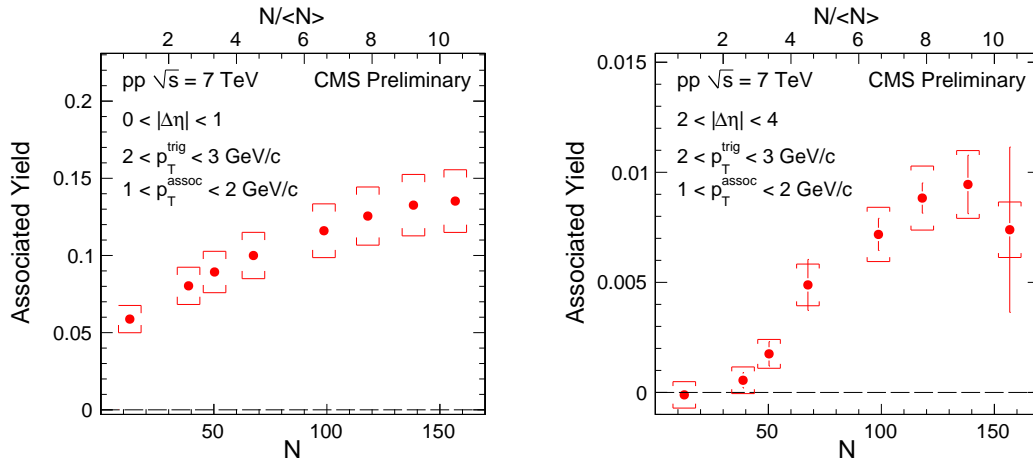 N/<N>
2 4 6 8 10
pp √s = 7 TeV CMS Preliminary
0 < |Δη| < 1
2 < p_T^trig < 3 GeV/c
1 < p_T^assoc < 2 GeV/c
Associated Yield
0.2
0.15
0.1
0.05
0
50 100 150
N
N/<N>
2 4 6 8 10
pp √s = 7 TeV CMS Preliminary
2 < |Δη| < 4
2 < p_T^trig < 3 GeV/c
1 < p_T^assoc < 2 GeV/c
Associated Yield
0.015
0.01
0.005
0
50 100 150
N